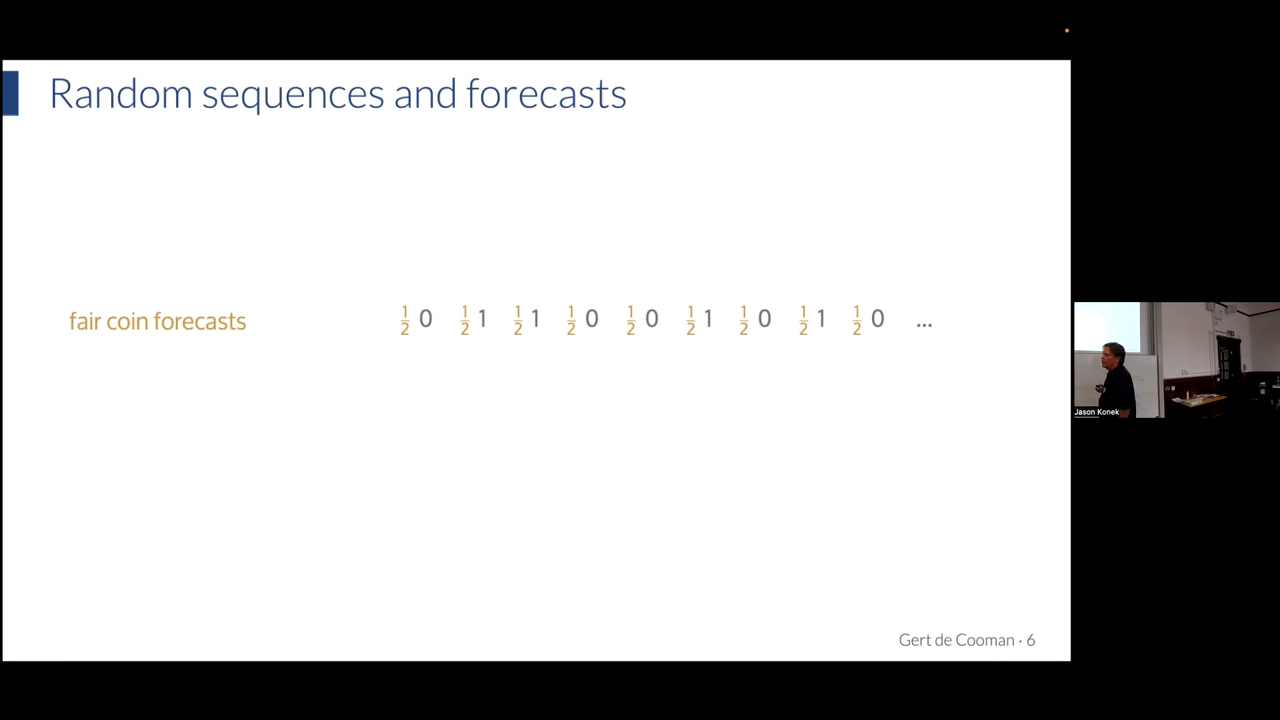 Random sequences and forecasts
fair coin forecasts
1/2 0 1/2 1 1/2 1 1/2 0 1/2 0 1/2 1 1/2 0 1/2 1 1/2 0 ...
Gert de Cooman · 6
Jason Konek